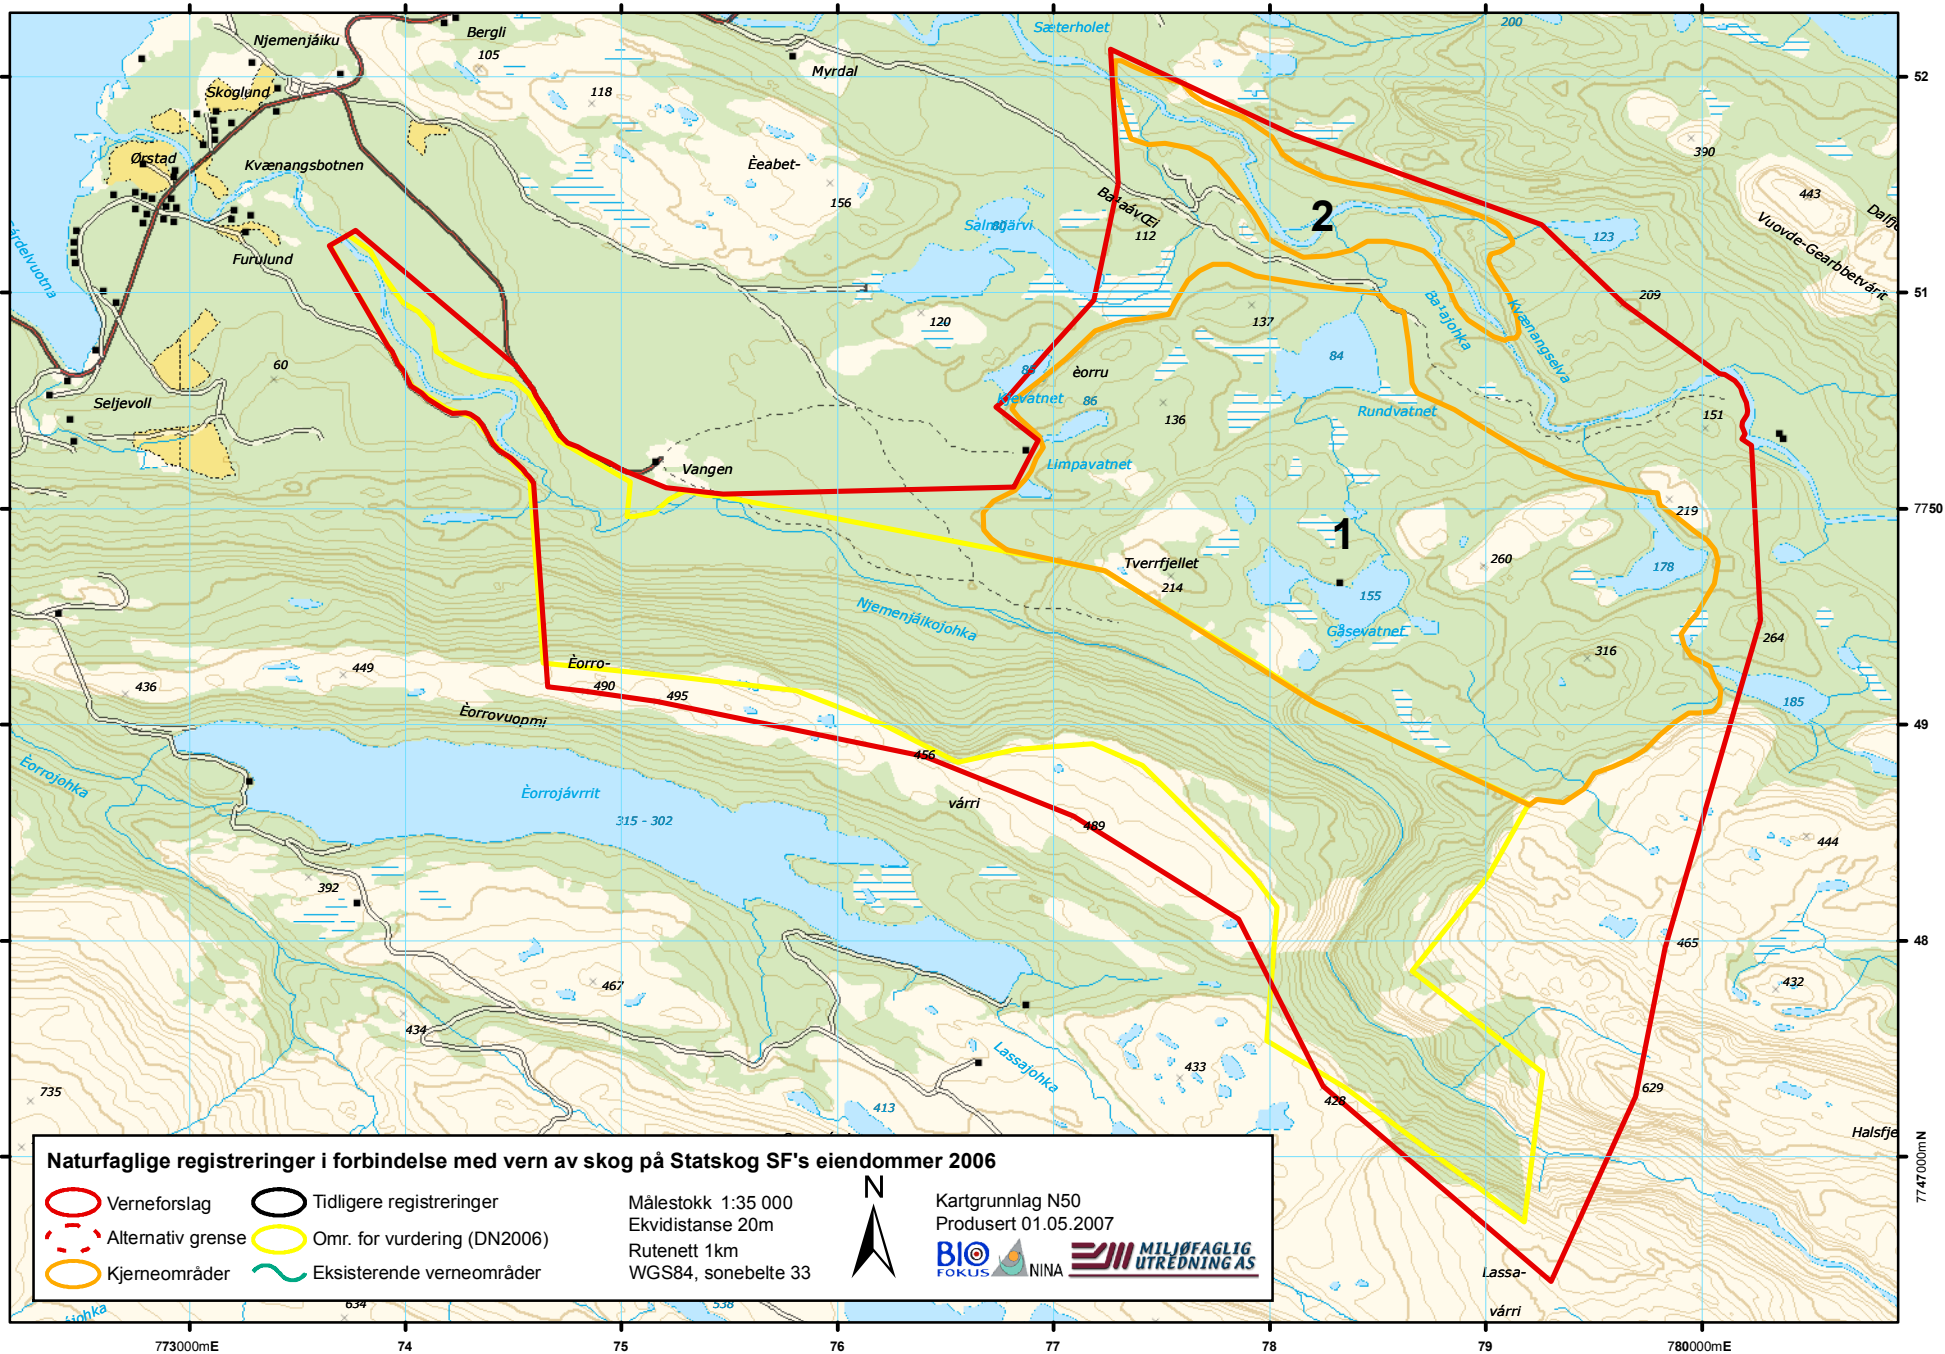 Sæterholet
200
Njemenjáiku
Bergli
105
Myrdal
52
Skoglund
118
Èeabet-
156
390
443
Dalfje
Ørstad
Kvænangsbotnen
Salmijärvi
112
2
123
Vuovde-Gearbbetvárit
Furulund
51
209
137
120
Kvænangselva
60
84
èorru
Kjevatnet
86
Rundvatnet
136
151
Seljevoll
Limpavatnet
Vangen
219
7750
1
260
178
Tverrfjellet
214
155
Njemenjáikojohka
Gåsevatnet
264
316
Èorro-
449
436
490
495
185
Èorrovuopmi
49
456
Èorrojohka
Èorrojávrrit
várri
315 - 302
489
444
392
465
48
467
432
434
Lassajohka
433
735
629
428
413
Halsfje
7747000mN
Naturfaglige registreringer i forbindelse med vern av skog på Statskog SF's eiendommer 2006
Verneforslag
Tidligere registreringer
Målestokk 1:35 000
N
Kartgrunnlag N50
Alternativ grense
Omr. for vurdering (DN2006)
Ekvidistanse 20m
Produsert 01.05.2007
Kjerneområder
Eksisterende verneområder
Rutenett 1km
WGS84, sonebelte 33
BIO
FOKUS
NINA
MILJØFAGLIG
UTREDNING AS
Lassa-
várri
634
538
773000mE
74
75
76
77
78
79
780000mE